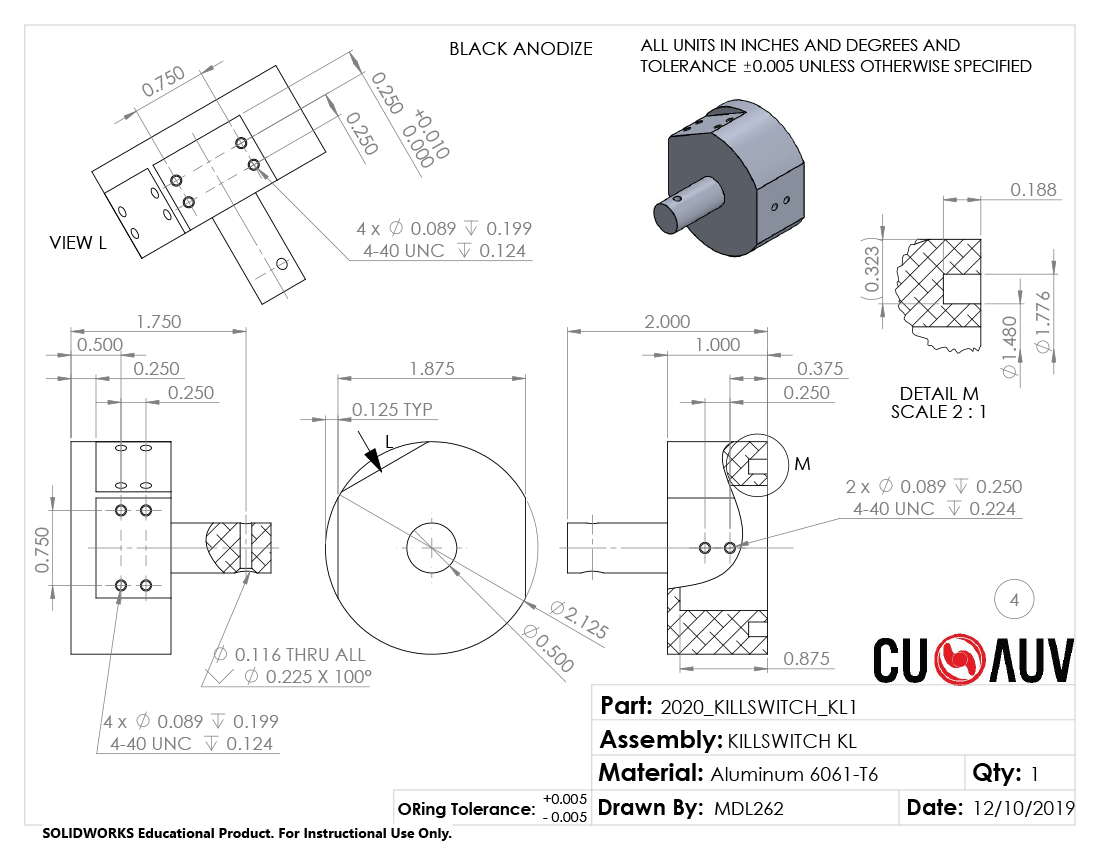 BLACK ANODIZE
ALL UNITS IN INCHES AND DEGREES AND
TOLERANCE ±0.005 UNLESS OTHERWISE SPECIFIED
0.750
0.250 +0.010 0.000
0.250
4 x ∅ 0.089 ↧ 0.199
4-40 UNC ↧ 0.124
VIEW L
0.188
(0.323)
∅1.480
∅1.776
DETAIL M
SCALE 2 : 1
1.750
0.500
0.250
0.250
0.750
∅ 0.116 THRU ALL
⌵ ∅ 0.225 X 100°
4 x ∅ 0.089 ↧ 0.199
4-40 UNC ↧ 0.124
1.875
0.125 TYP
L
∅2.125
∅0.500
2.000
1.000
0.375
0.250
M
2 x ∅ 0.089 ↧ 0.250
4-40 UNC ↧ 0.224
0.875
4
CU AUV
Part: 2020_KILLSWITCH_KL1
Assembly: KILLSWITCH KL
Material: Aluminum 6061-T6 Qty: 1
ORing Tolerance: +0.005 - 0.005 Drawn By: MDL262 Date: 12/10/2019
SOLIDWORKS Educational Product. For Instructional Use Only.